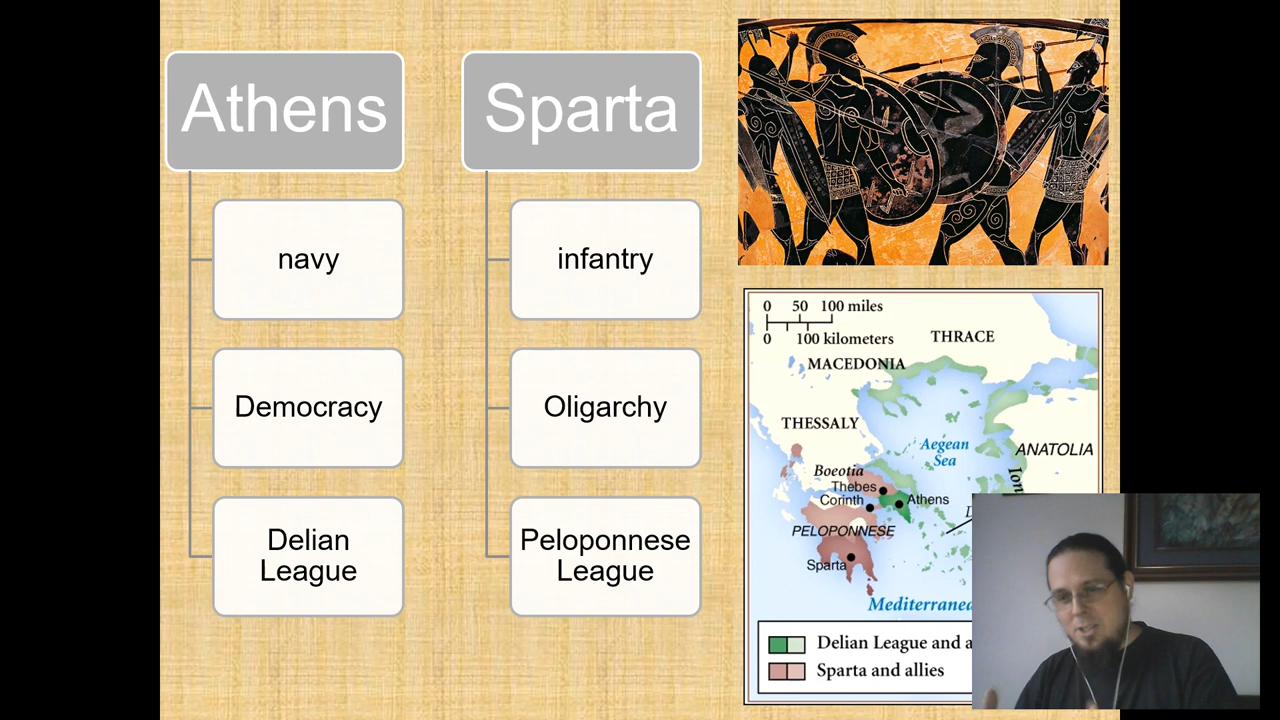 Athens
navy
Democracy
Delian
League
Sparta
infantry
Oligarchy
Peloponnese
League
0 50 100 miles
0 100 kilometers
THRACE
MACEDONIA
THESSALY
Aegean
Sea
ANATOLIA
Boeotia
Thebes
Corinth
Athens
PELOPONNESE
Sparta
Delian League and
Sparta and allies